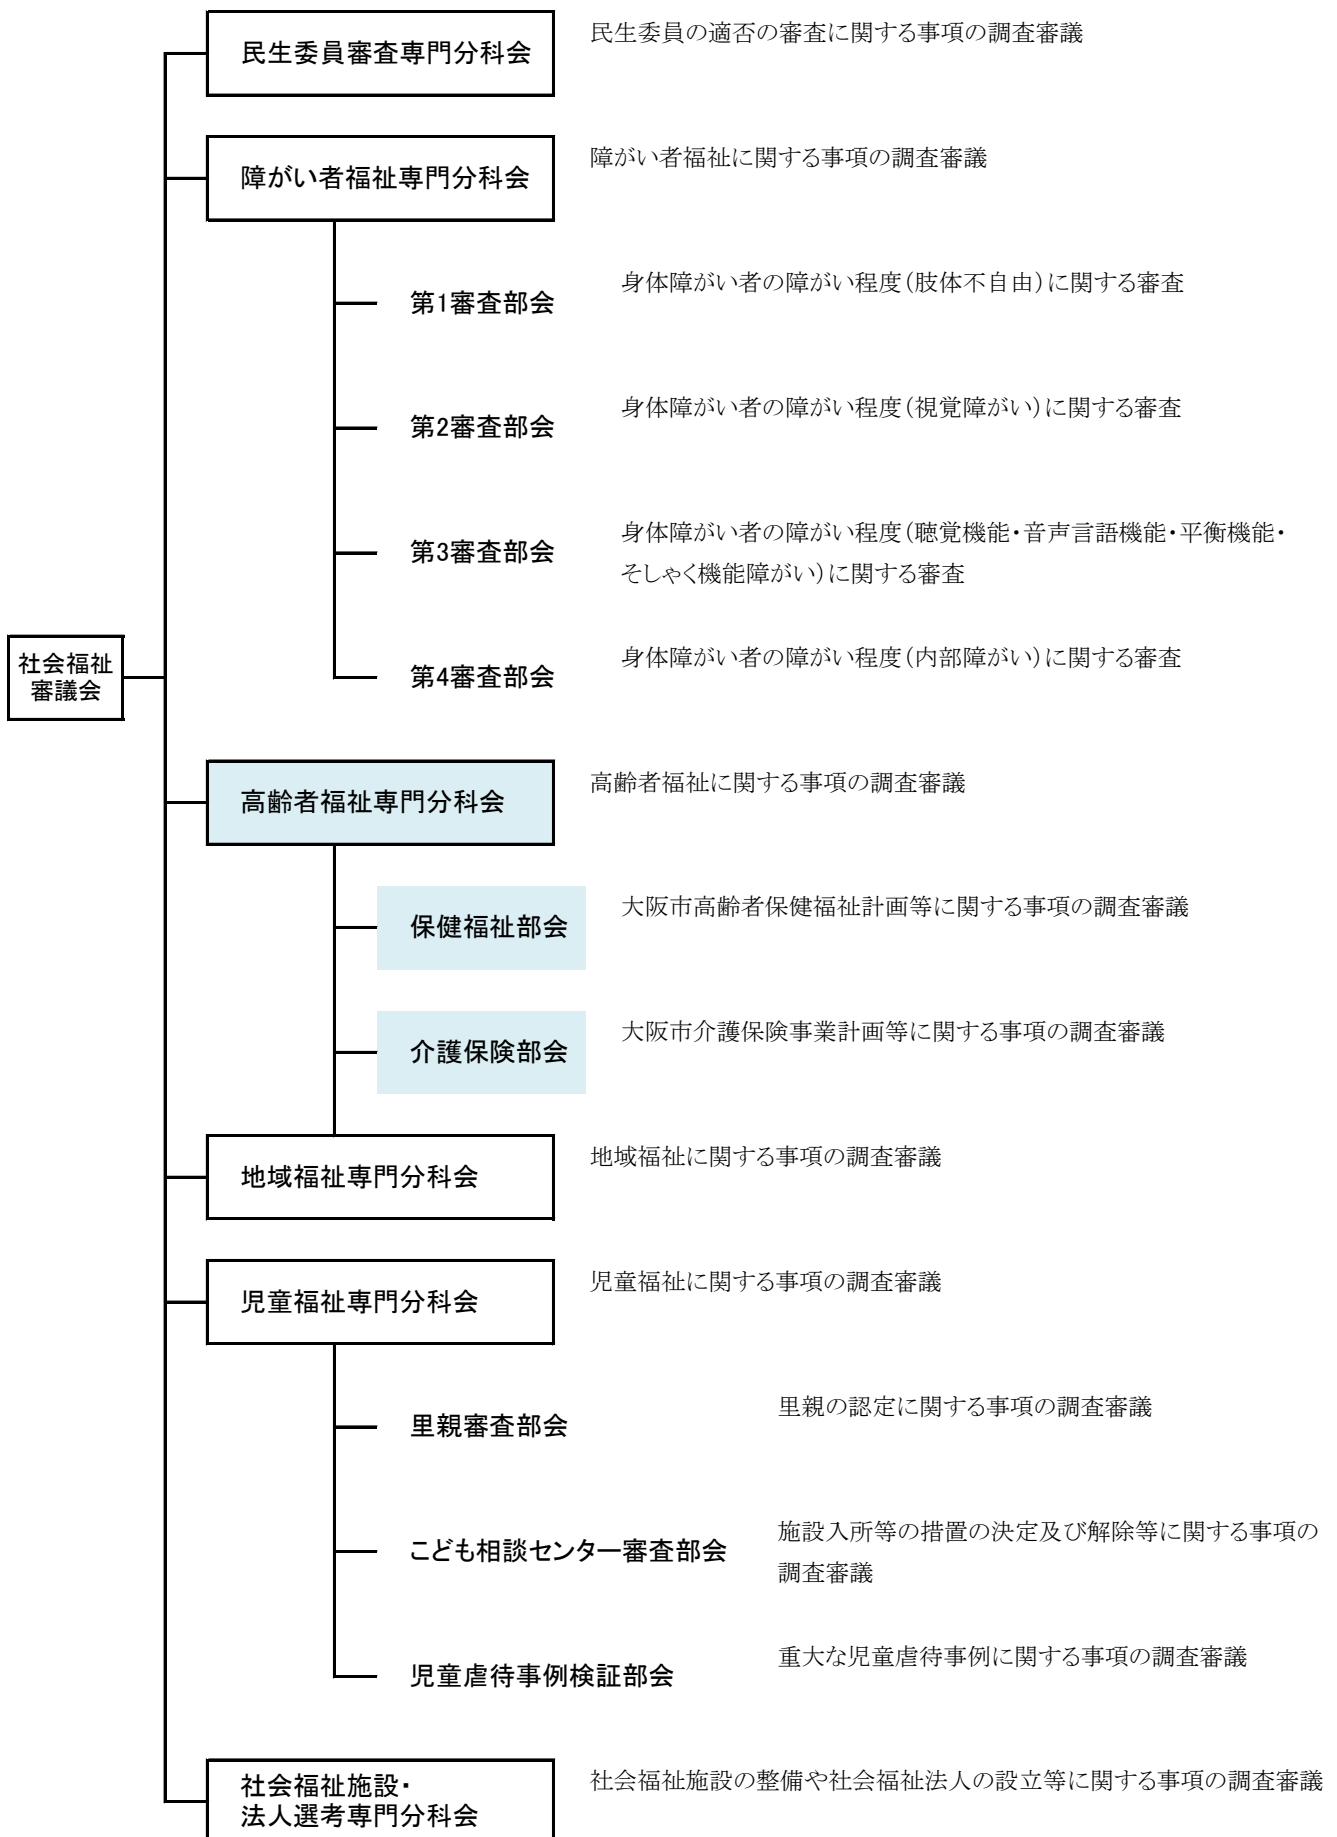 民生委員審査専門分科会
民生委員の適否の審査に関する事項の調査審議
障がい者福祉専門分科会
障がい者福祉に関する事項の調査審議
第1審査部会
身体障がい者の障がい程度(肢体不自由)に関する審査
第2審査部会
身体障がい者の障がい程度(視覚障がい)に関する審査
第3審査部会
身体障がい者の障がい程度(聴覚機能・音声言語機能・平衡機能・
そしゃく機能障がい)に関する審査
社会福祉
審議会
第4審査部会
身体障がい者の障がい程度(内部障がい)に関する審査
高齢者福祉専門分科会
高齢者福祉に関する事項の調査審議
保健福祉部会
大阪市高齢者保健福祉計画等に関する事項の調査審議
介護保険部会
大阪市介護保険事業計画等に関する事項の調査審議
地域福祉専門分科会
地域福祉に関する事項の調査審議
児童福祉専門分科会
児童福祉に関する事項の調査審議
里親審査部会
里親の認定に関する事項の調査審議
こども相談センター審査部会
施設入所等の措置の決定及び解除等に関する事項の
調査審議
児童虐待事例検証部会
重大な児童虐待事例に関する事項の調査審議
社会福祉施設・
法人選考専門分科会
社会福祉施設の整備や社会福祉法人の設立等に関する事項の調査審議